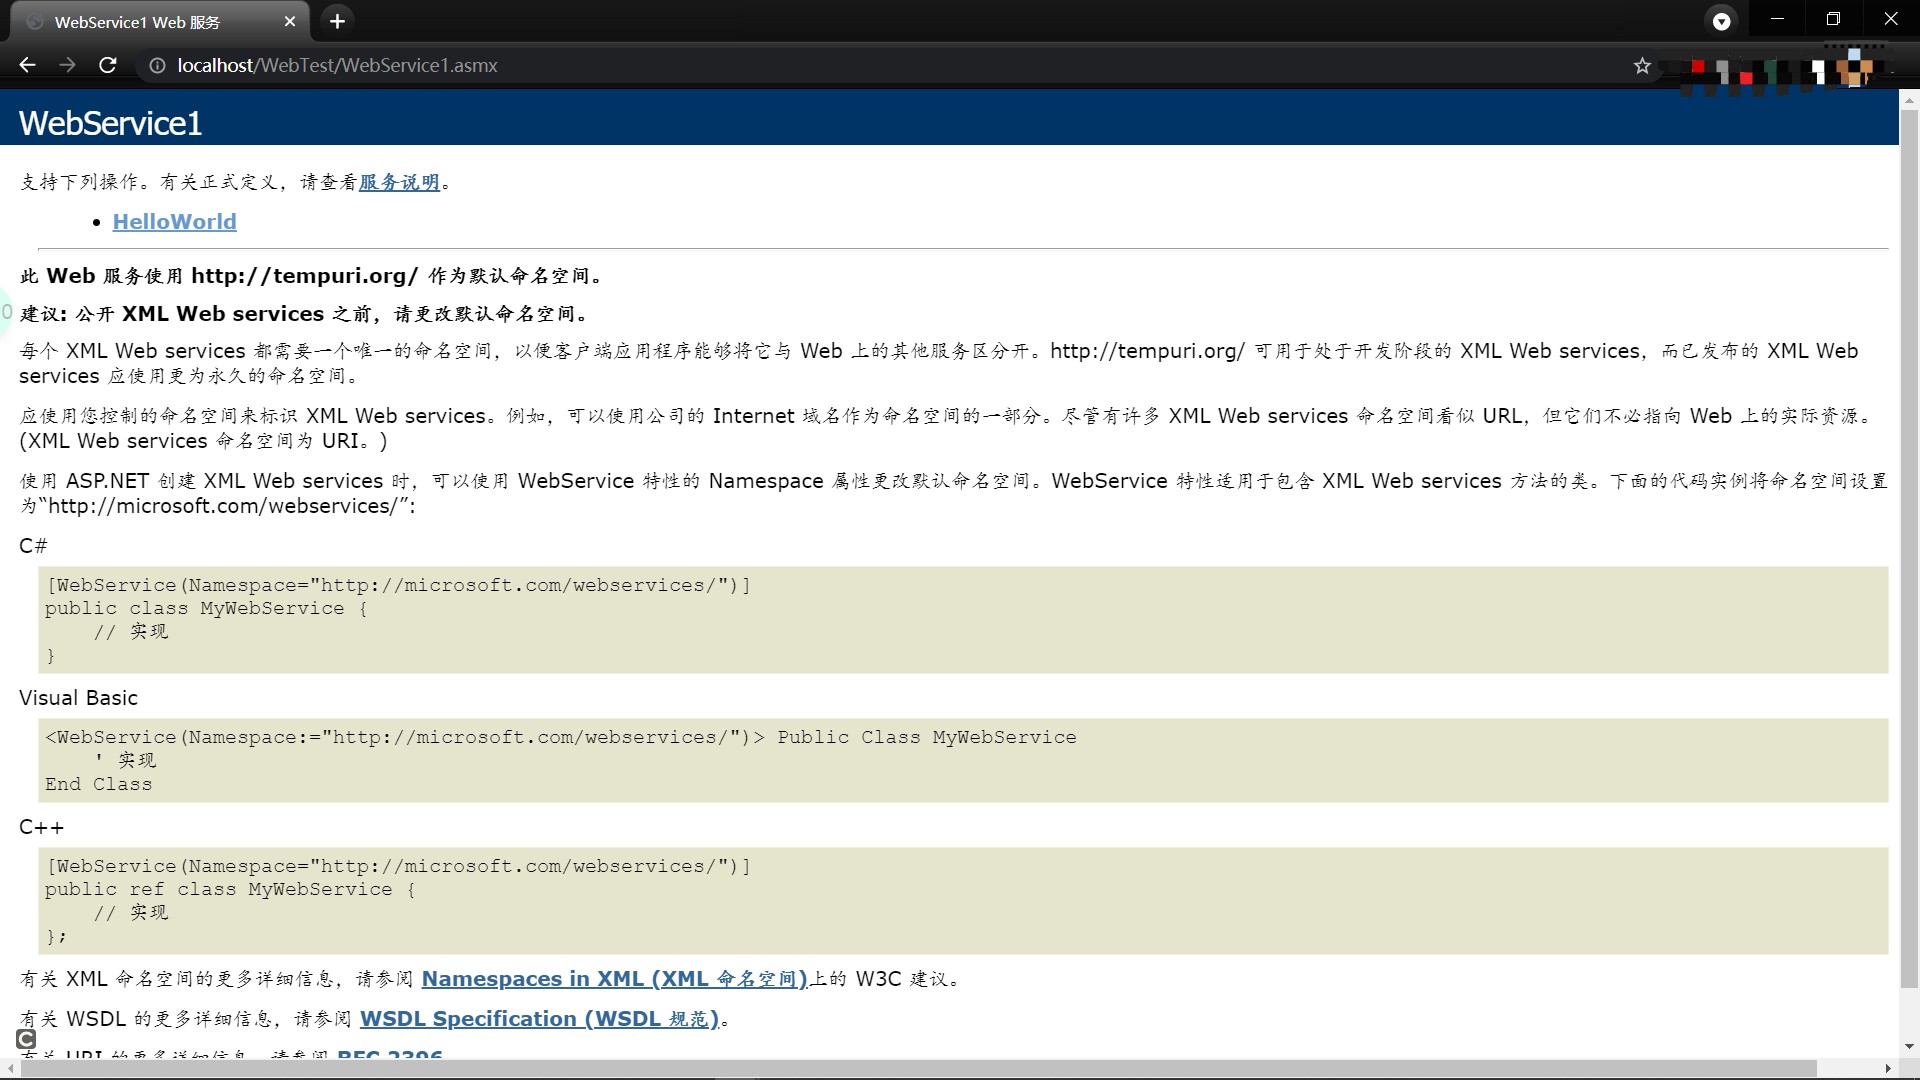 WebService1 Web 服务
localhost/WebTest/WebService1.asmx
WebService1
支持下列操作。有关正式定义，请查看服务说明。
• HelloWorld
此 Web 服务使用 http://tempuri.org/ 作为默认命名空间。
建议: 公开 XML Web services 之前，请更改默认命名空间。
每个 XML Web services 都需要一个唯一的命名空间，以便客户端应用程序能够将它与 Web 上的其他服务区分开。http://tempuri.org/ 可用于处于开发阶段的 XML Web services，而已发布的 XML Web
services 应使用更为永久的命名空间。
应使用您控制的命名空间来标识 XML Web services。例如，可以使用公司的 Internet 域名作为命名空间的一部分。尽管有许多 XML Web services 命名空间看似 URL，但它们不必指向 Web 上的实际资源。
(XML Web services 命名空间为 URI。)
使用 ASP.NET 创建 XML Web services 时，可以使用 WebService 特性的 Namespace 属性更改默认命名空间。WebService 特性适用于包含 XML Web services 方法的类。下面的代码实例将命名空间设置
为“http://microsoft.com/webservices/”:
C#
[WebService(Namespace="http://microsoft.com/webservices/")]
public class MyWebService {
    // 实现
}
Visual Basic
<WebService(Namespace:="http://microsoft.com/webservices/")> Public Class MyWebService
    ' 实现
End Class
C++
[WebService(Namespace="http://microsoft.com/webservices/")]
public ref class MyWebService {
    // 实现
};
有关 XML 命名空间的更多详细信息，请参阅 Namespaces in XML (XML 命名空间)上的 W3C 建议。
有关 WSDL 的更多详细信息，请参阅 WSDL Specification (WSDL 规范)。
有关 URI 的更多详细信息，请参阅 RFC 2396